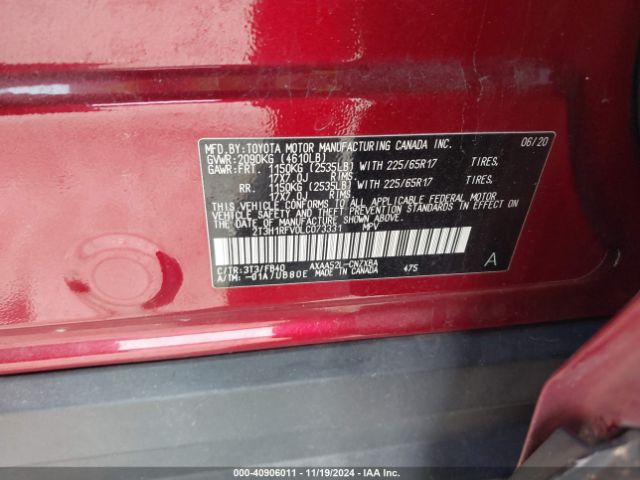 MFD.BY:TOYOTA MOTOR MANUFACTURING CANADA INC. 06/20
GVWR:2090KG (4610LB)
GAWR:FRT. 1150KG (2535LB) WITH 225/65R17 TIRES,
17X7.0J RIMS.
RR. 1150KG (2535LB) WITH 225/65R17 TIRES,
17X7.0J RIMS.
THIS VEHICLE CONFORMS TO ALL APPLICABLE FEDERAL MOTOR
VEHICLE SAFETY AND BUMPER STANDARDS IN EFFECT ON
THE DATE OF MANUFACTURE SHOWN ABOVE.
2T3H1RFV0LC073331 MPV
C/TR:3T3/FB40 AXAA52L-CNZXBA 475 A
A/TM: -01A/UB80E MADE IN CANADA
000-40906011 - 11/19/2024 - IAA Inc.